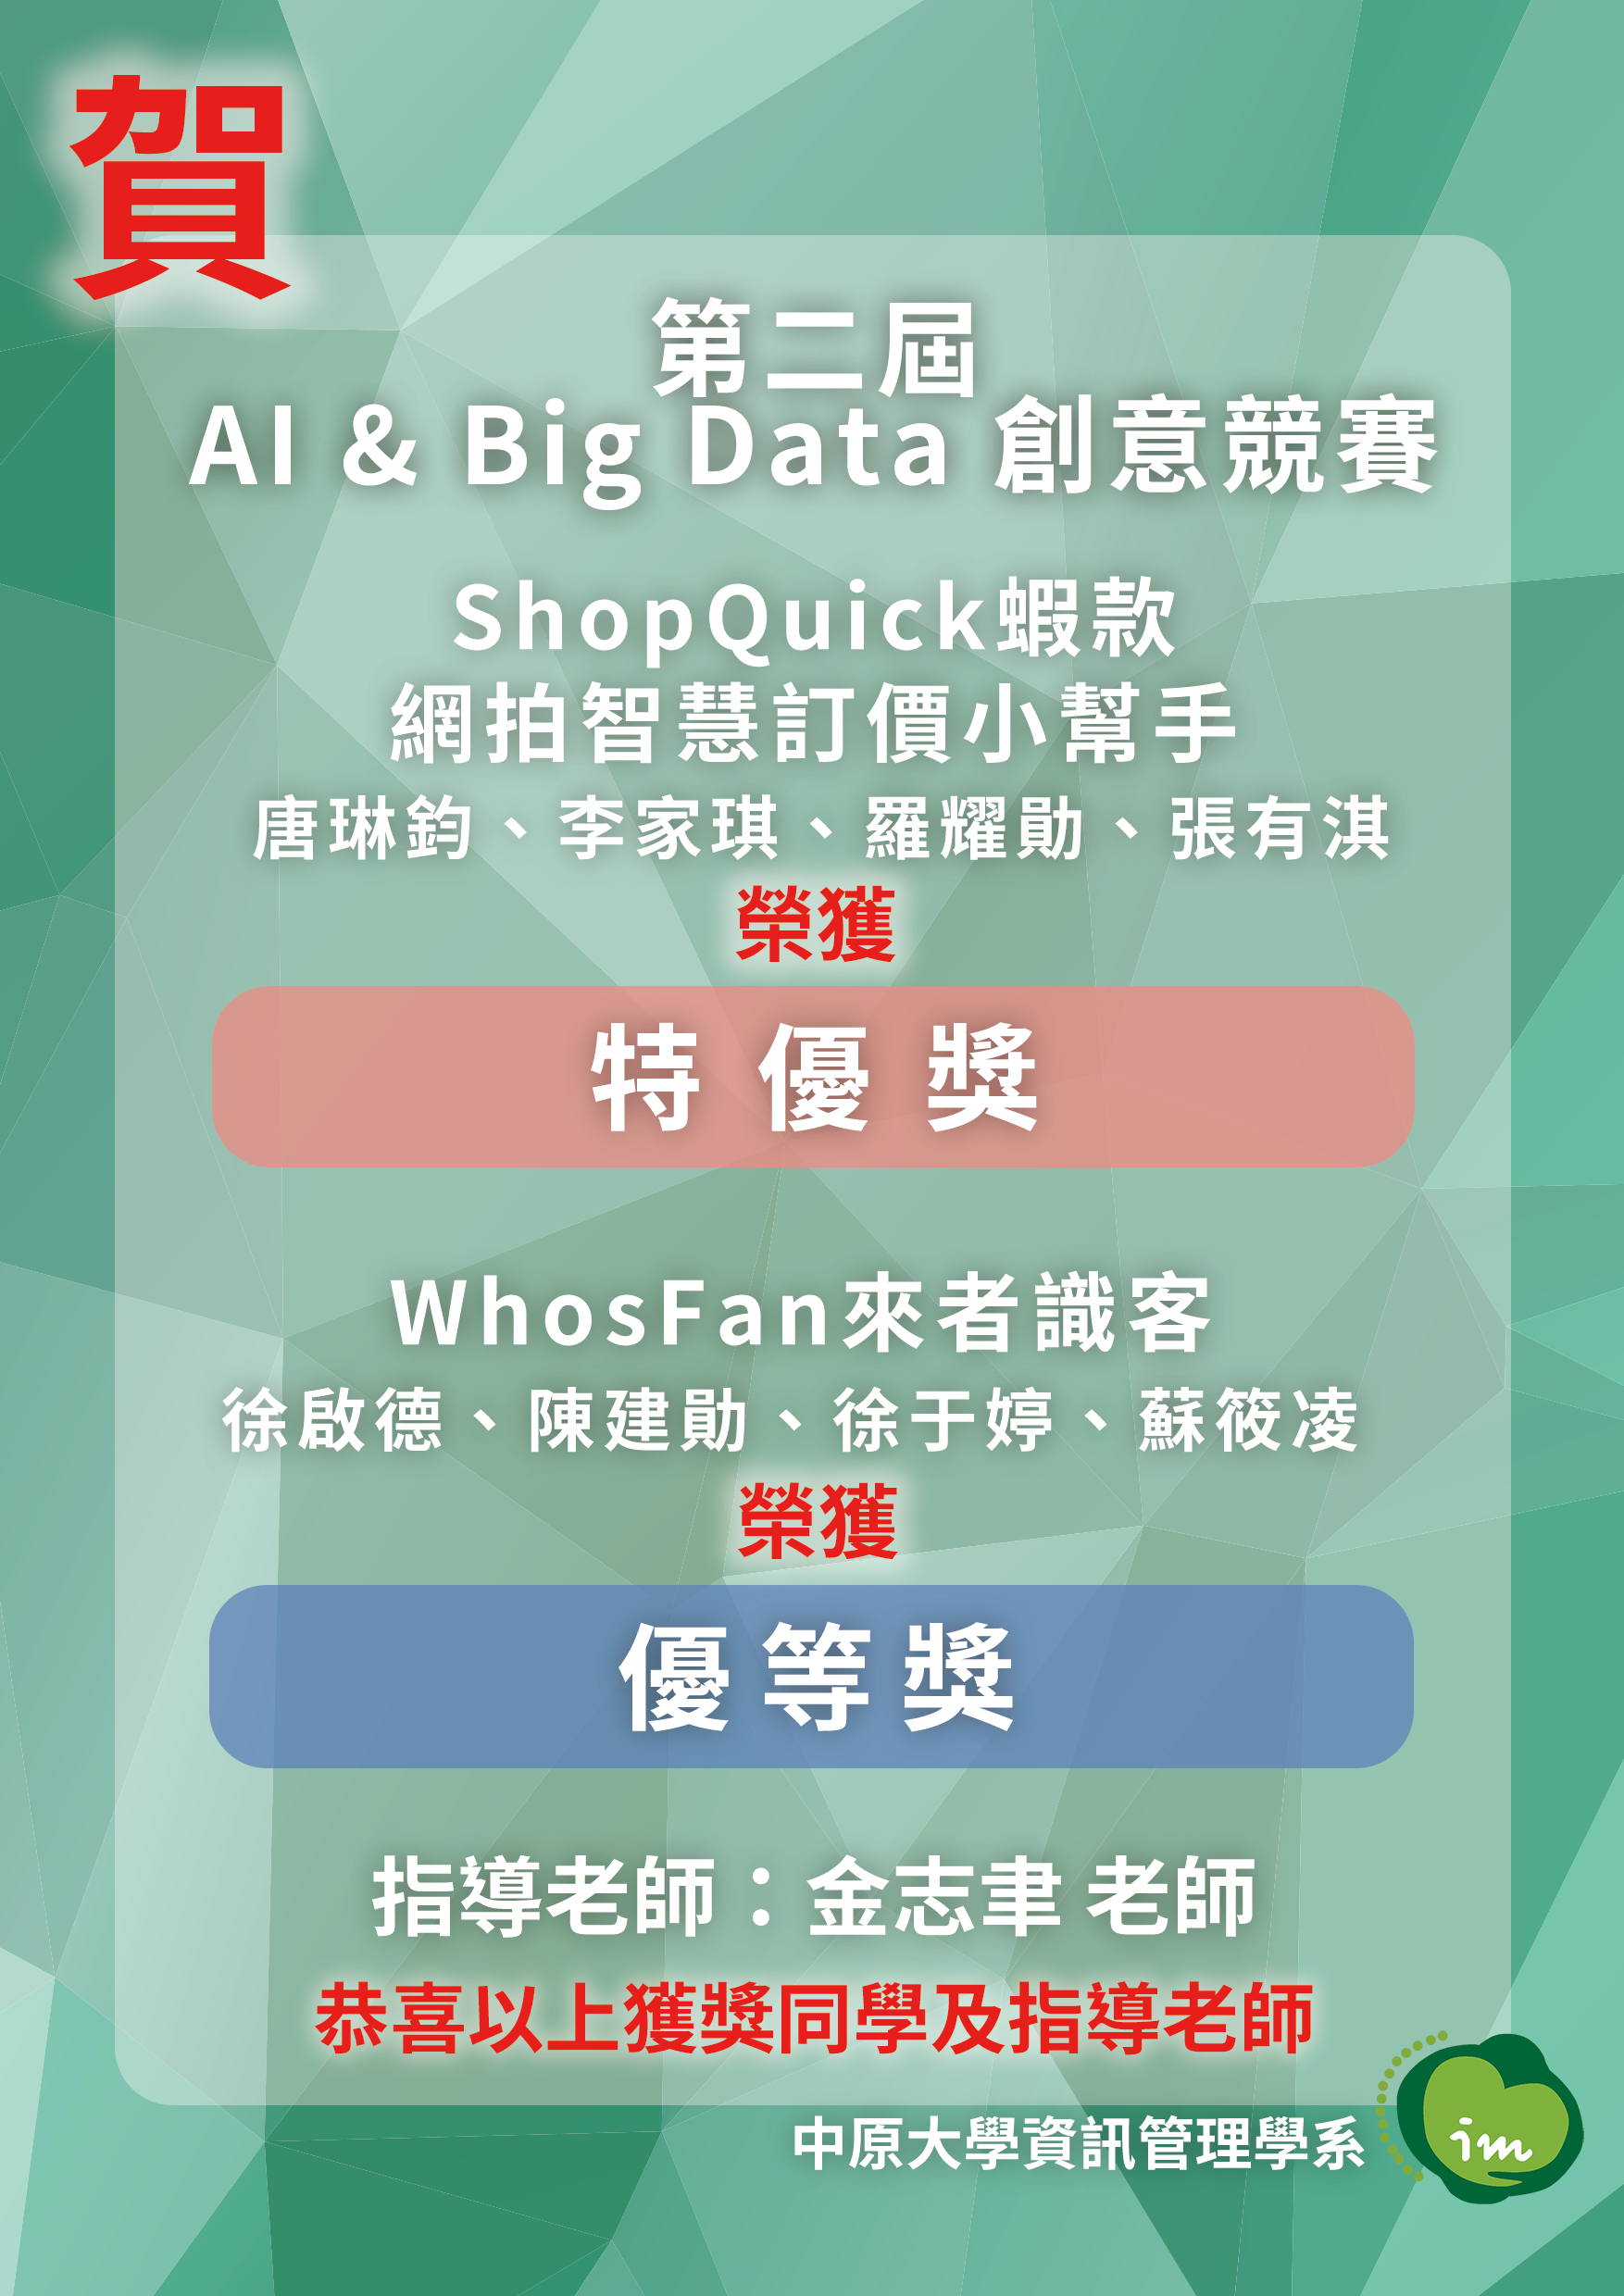 賀
第二屆
AI & Big Data 創意競賽
ShopQuick蝦款
網拍智慧訂價小幫手
唐琳鈞、李家琪、羅耀勛、張有淇
榮獲
特優獎
WhosFan來者識客
徐啟德、陳建勛、徐于婷、蘇筱凌
榮獲
優等獎
指導老師：金志聿 老師
恭喜以上獲獎同學及指導老師
中原大學資訊管理學系
im